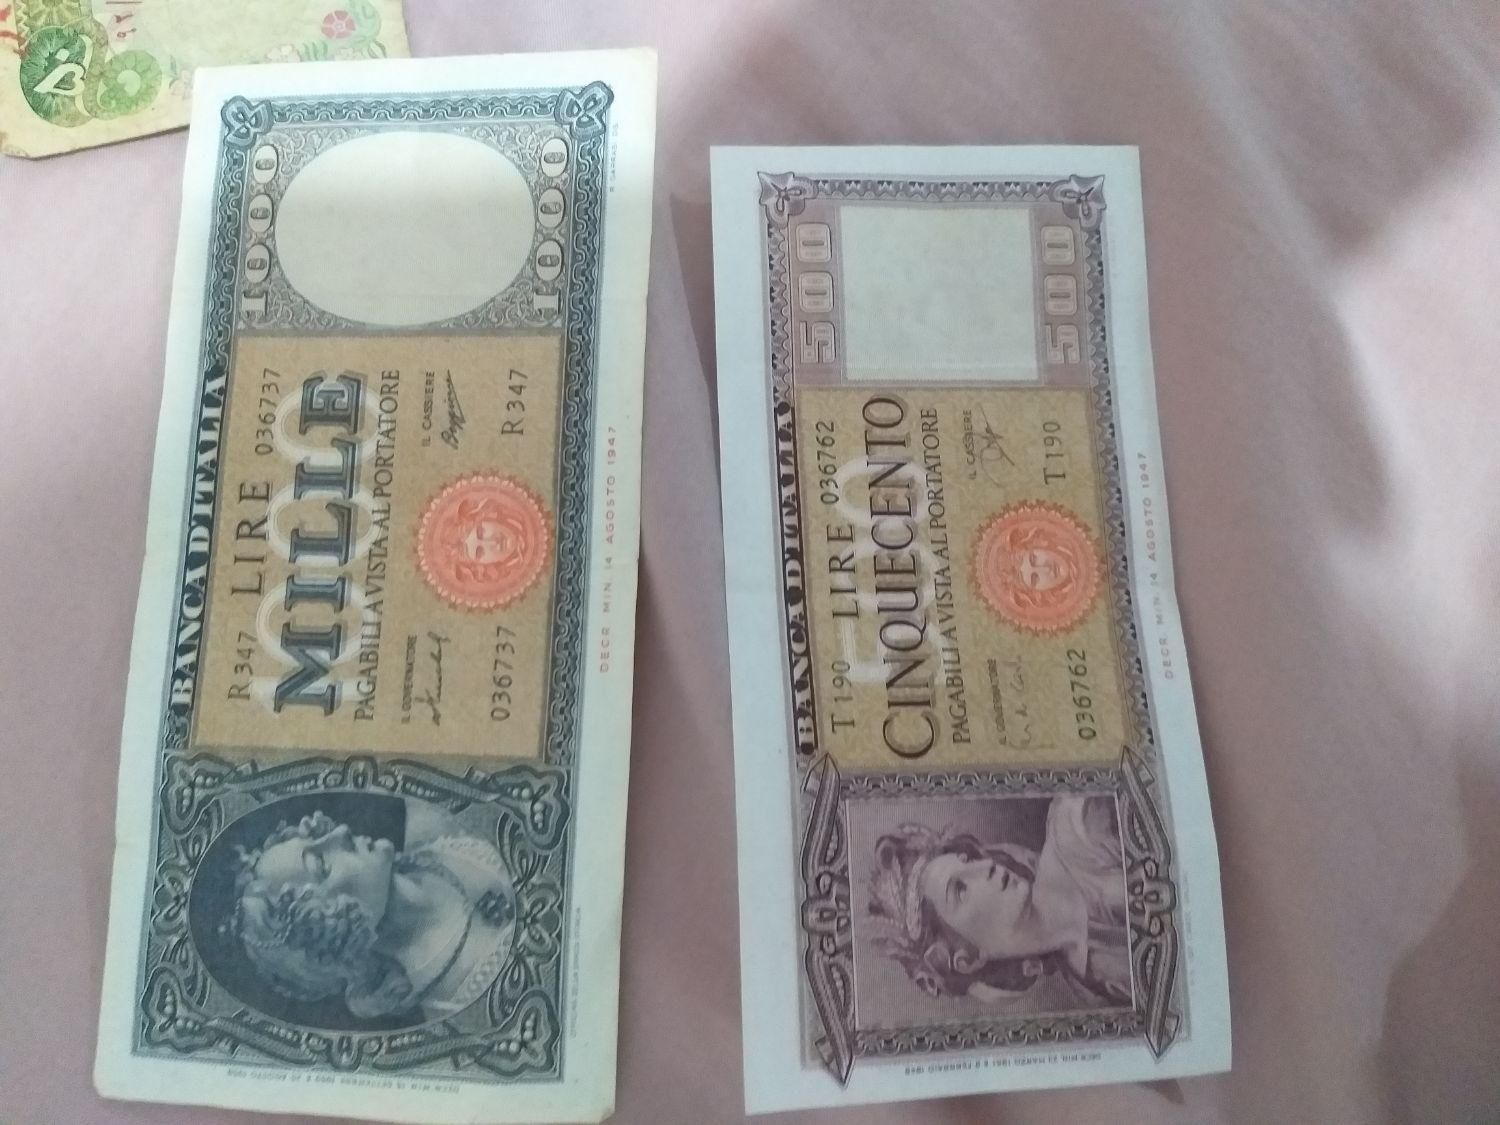 BANCA D'ITALIA
R347 LIRE 036737
1000
MILLE
PAGABILI A VISTA AL PORTATORE
IL GOVERNATORE
IL CASSIERE
036737
R347
1000
DECR. MIN. 14 AGOSTO 1947
BANCA D'ITALIA
T190 LIRE 036762
500
CINQUECENTO
PAGABILI A VISTA AL PORTATORE
IL GOVERNATORE
IL CASSIERE
036762
T190
500
DECR. MIN. 14 AGOSTO 1947